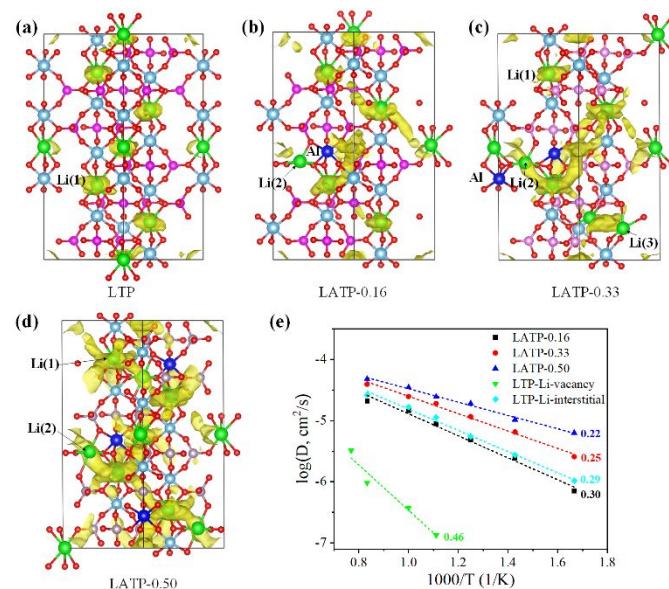 (a)
Li(1)
LTP
(b)
Al
Li(2)
LATP-0.16
(c)
Li(1)
Al
Li(2)
Li(3)
LATP-0.33
(d)
Li(1)
Li(2)
LATP-0.50
(e)
LATP-0.16
LATP-0.33
LATP-0.50
LTP-Li-vacancy
LTP-Li-interstitial
log(D, cm²/s)
-4
-5
-6
-7
0.22
0.25
0.29
0.30
0.46
0.8 1.0 1.2 1.4 1.6 1.8
1000/T (1/K)